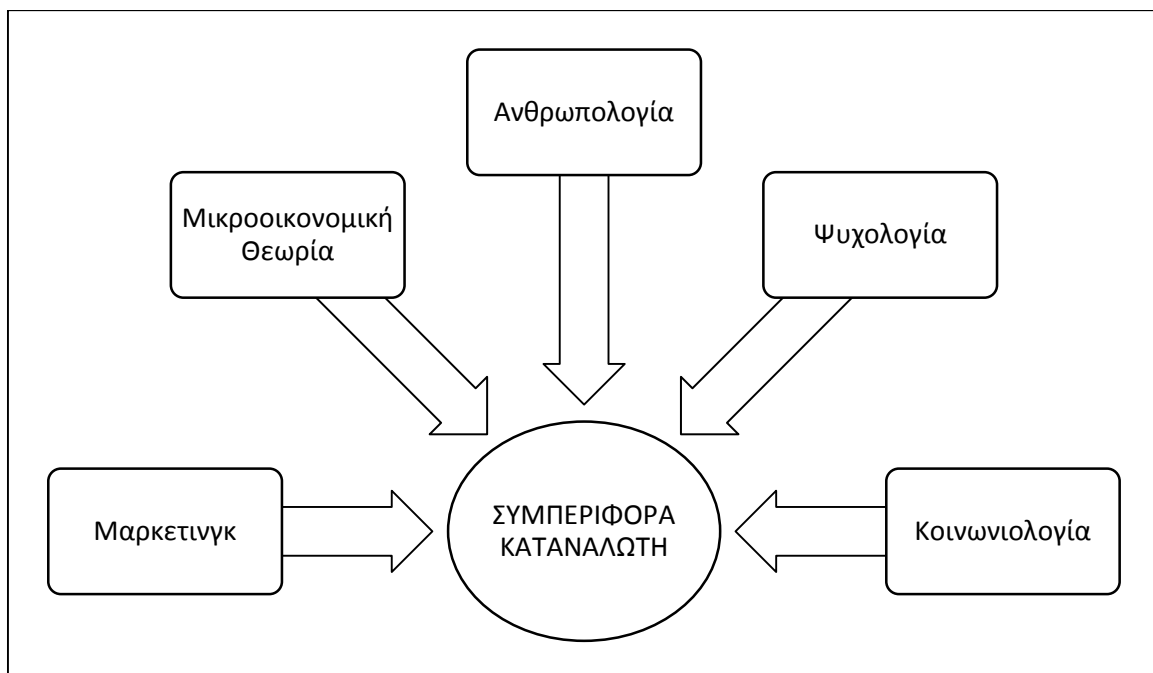 Ανθρωπολογία
Μικροοικονομική
Θεωρία
Ψυχολογία
Μαρκετινγκ
ΣΥΜΠΕΡΙΦΟΡΑ
ΚΑΤΑΝΑΛΩΤΗ
Κοινωνιολογία